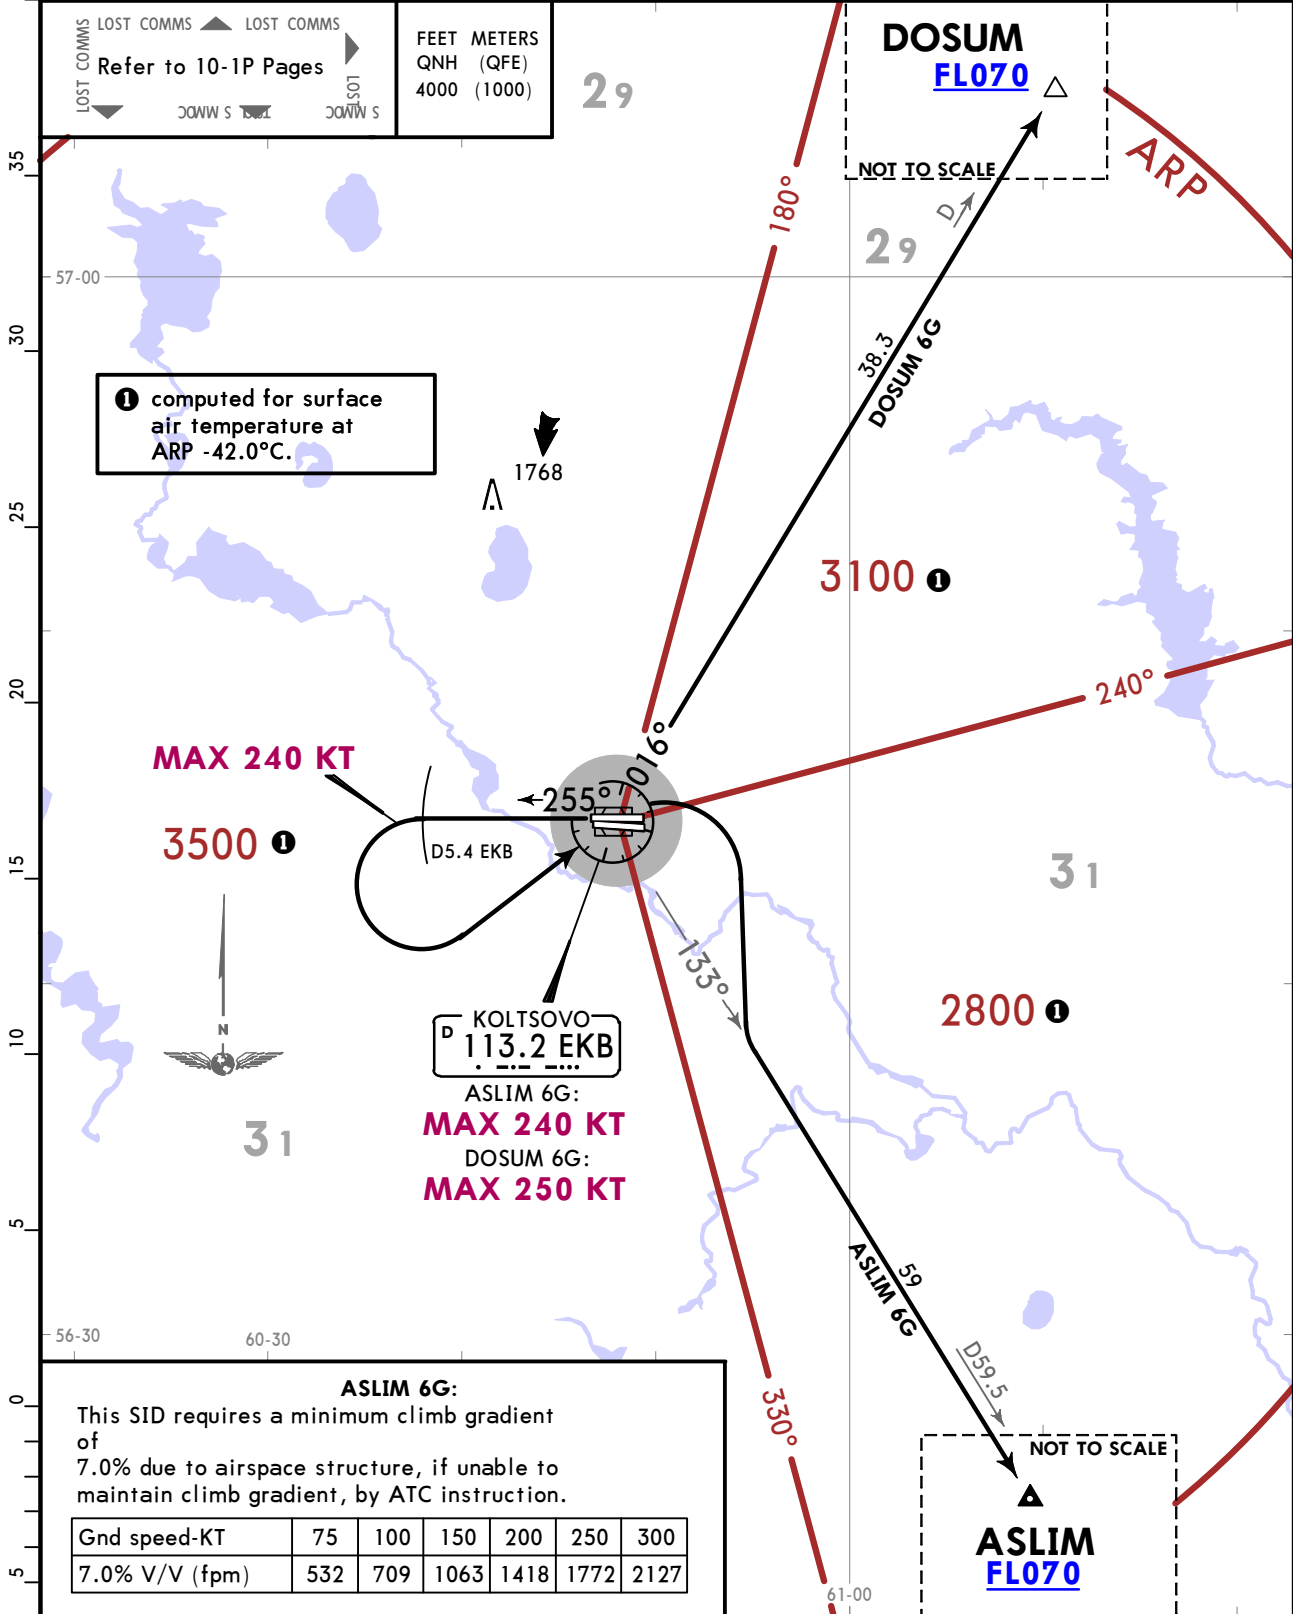 LOST COMMS LOST COMMS
LOST COMMS
Refer to 10-1P Pages
FEET METERS
QNH (QFE)
4000 (1000)
29
DOSUM
FL070
NOT TO SCALE
ARP
180°
D
29
57-00
35
30
25
20
15
10
5
0
5
38.3
DOSUM 6G
1 computed for surface
air temperature at
ARP -42.0°C.
1768
3100 1
240°
016°
MAX 240 KT
255°
3500 1
D5.4 EKB
31
133°
2800 1
N
KOLTSOVO
D 113.2 EKB
ASLIM 6G:
MAX 240 KT
DOSUM 6G:
MAX 250 KT
31
59
ASLIM 6G
D59.5
56-30
60-30
330°
ASLIM 6G:
This SID requires a minimum climb gradient
of
7.0% due to airspace structure, if unable to
maintain climb gradient, by ATC instruction.
Gnd speed-KT 75 100 150 200 250 300
7.0% V/V (fpm) 532 709 1063 1418 1772 2127
NOT TO SCALE
ASLIM
FL070
61-00